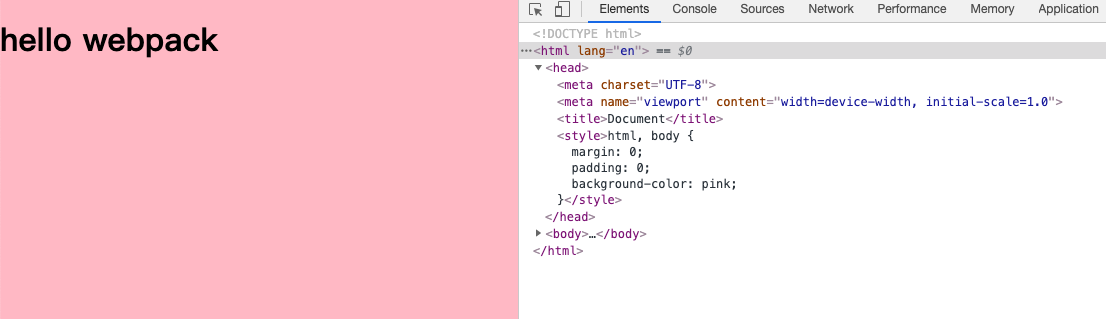 hello webpack
Elements Console Sources Network Performance Memory Application
<!DOCTYPE html>
…<html lang="en"> == $0
<head>
<meta charset="UTF-8">
<meta name="viewport" content="width=device-width, initial-scale=1.0">
<title>Document</title>
<style>html, body {
margin: 0;
padding: 0;
background-color: pink;
}</style>
</head>
<body>…</body>
</html>